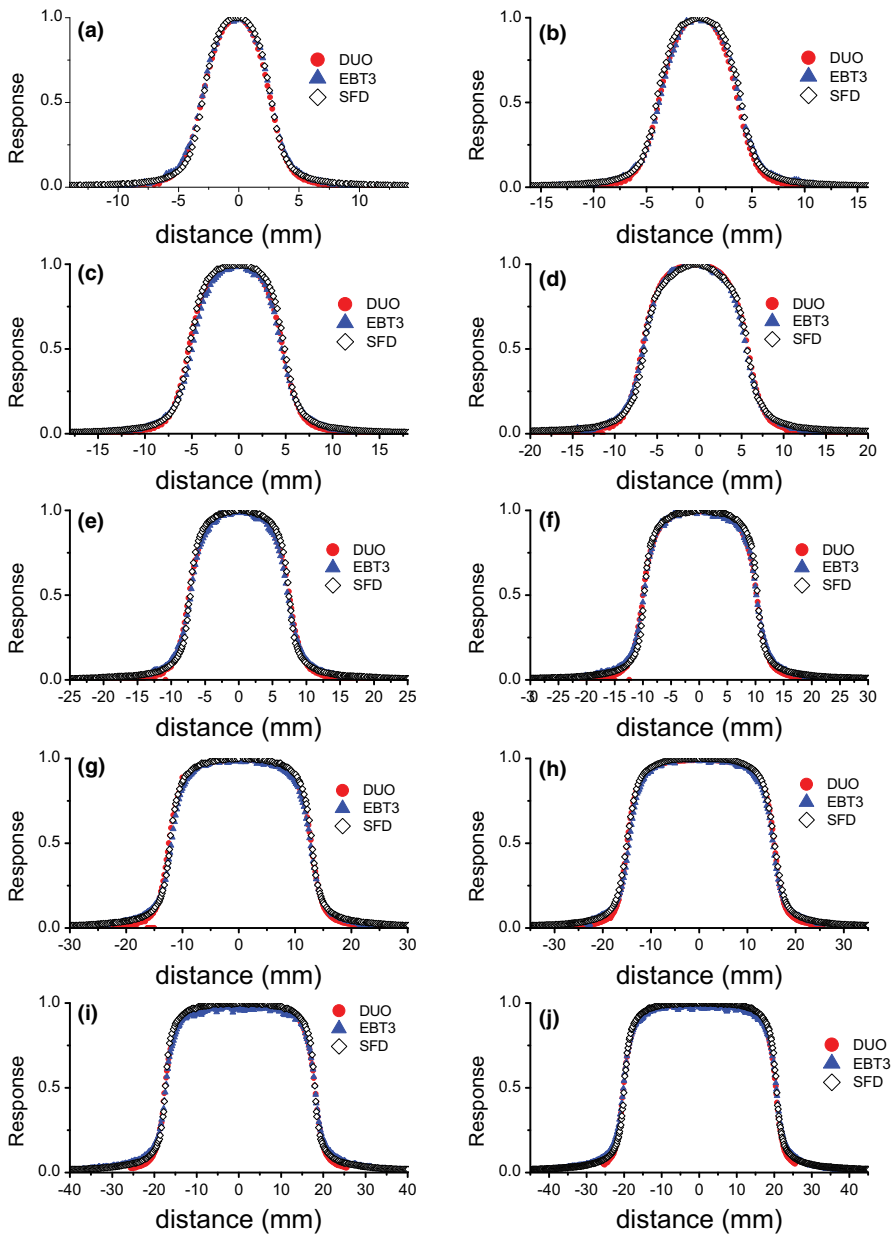 (a)
Response
1.0
0.5
0.0
DUO
EBT3
SFD
-10 -5 0 5 10
distance (mm)
(b)
Response
1.0
0.5
0.0
DUO
EBT3
SFD
-15 -10 -5 0 5 10 15
distance (mm)
(c)
Response
1.0
0.5
0.0
DUO
EBT3
SFD
-15 -10 -5 0 5 10 15
distance (mm)
(d)
Response
1.0
0.5
0.0
DUO
EBT3
SFD
-20 -15 -10 -5 0 5 10 15 20
distance (mm)
(e)
Response
1.0
0.5
0.0
DUO
EBT3
SFD
-25 -20 -15 -10 -5 0 5 10 15 20 25
distance (mm)
(f)
Response
1.0
0.5
0.0
DUO
EBT3
SFD
-30 -25 -20 -15 -10 -5 0 5 10 15 20 25 30
distance (mm)
(g)
Response
1.0
0.5
0.0
DUO
EBT3
SFD
-30 -20 -10 0 10 20 30
distance (mm)
(h)
Response
1.0
0.5
0.0
DUO
EBT3
SFD
-30 -20 -10 0 10 20 30
distance (mm)
(i)
Response
1.0
0.5
0.0
DUO
EBT3
SFD
-40 -30 -20 -10 0 10 20 30 40
distance (mm)
(j)
Response
1.0
0.5
0.0
DUO
EBT3
SFD
-40 -30 -20 -10 0 10 20 30 40
distance (mm)